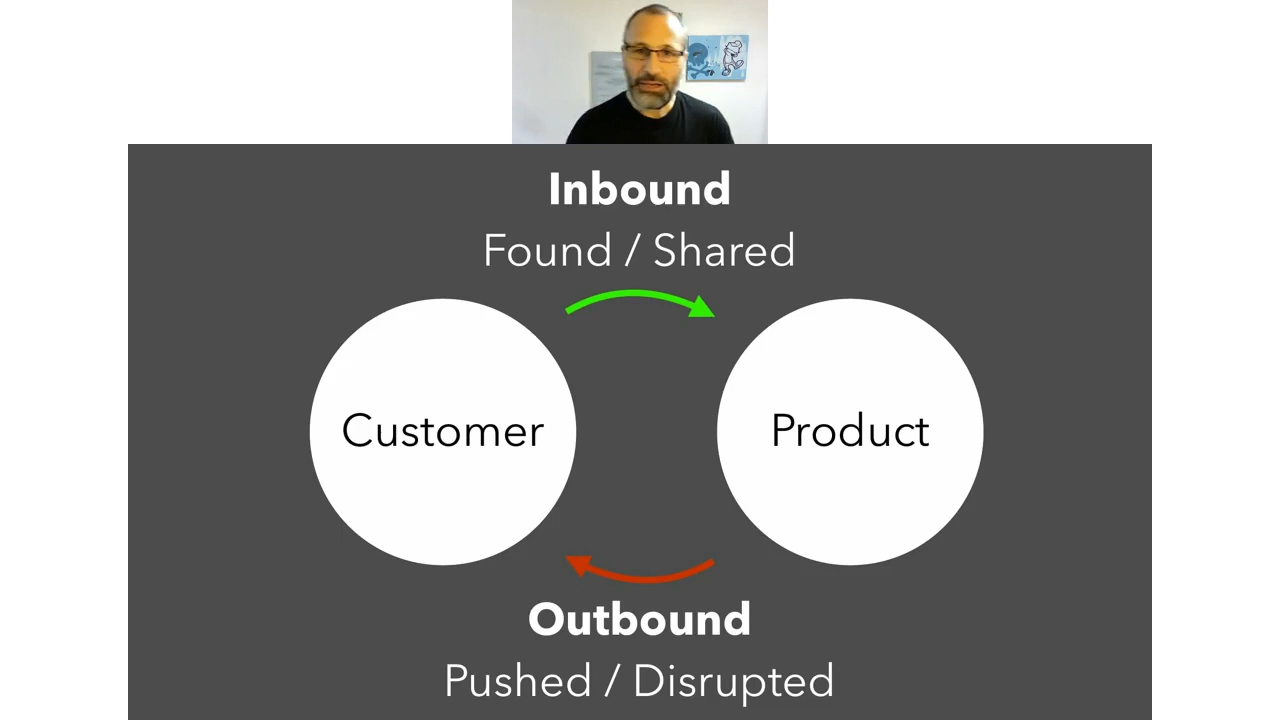 Inbound
Found / Shared
Customer
Product
Outbound
Pushed / Disrupted